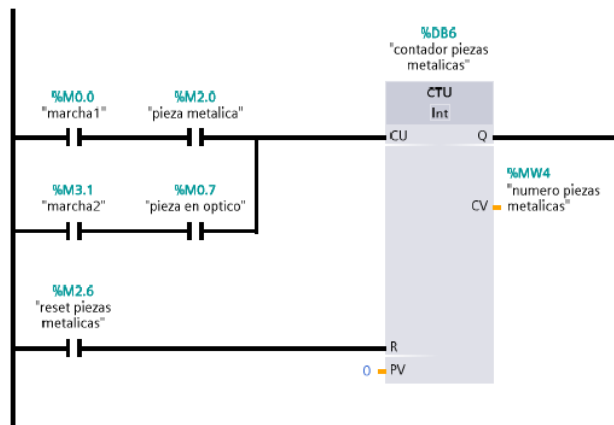 %DB6
"contador piezas
metalicas"
CTU
Int
%M0.0
"marcha1"
%M2.0
"pieza metalica"
CU
Q
%MW4
"numero piezas
metalicas"
CV
%M3.1
"marcha2"
%M0.7
"pieza en optico"
%M2.6
"reset piezas
metalicas"
R
0
PV